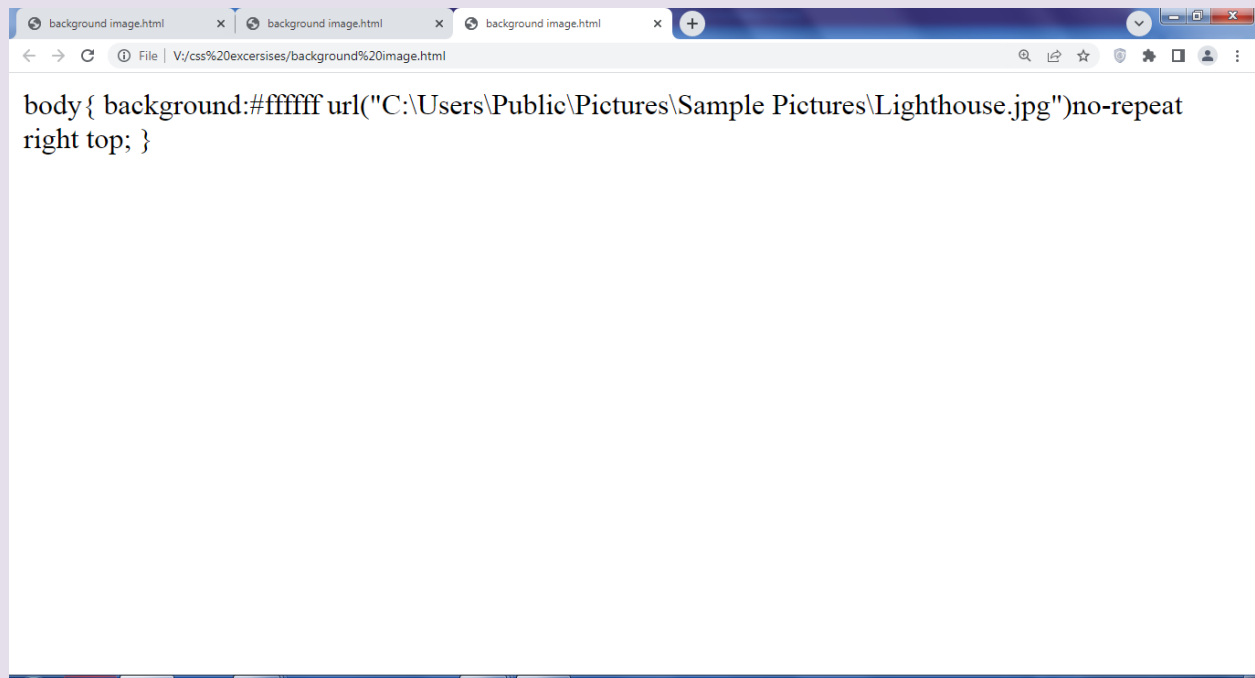 background image.html
background image.html
background image.html
File
V:/css%20excersises/background%20image.html
body{ background:#ffffff url("C:\Users\Public\Pictures\Sample Pictures\Lighthouse.jpg")no-repeat
right top; }